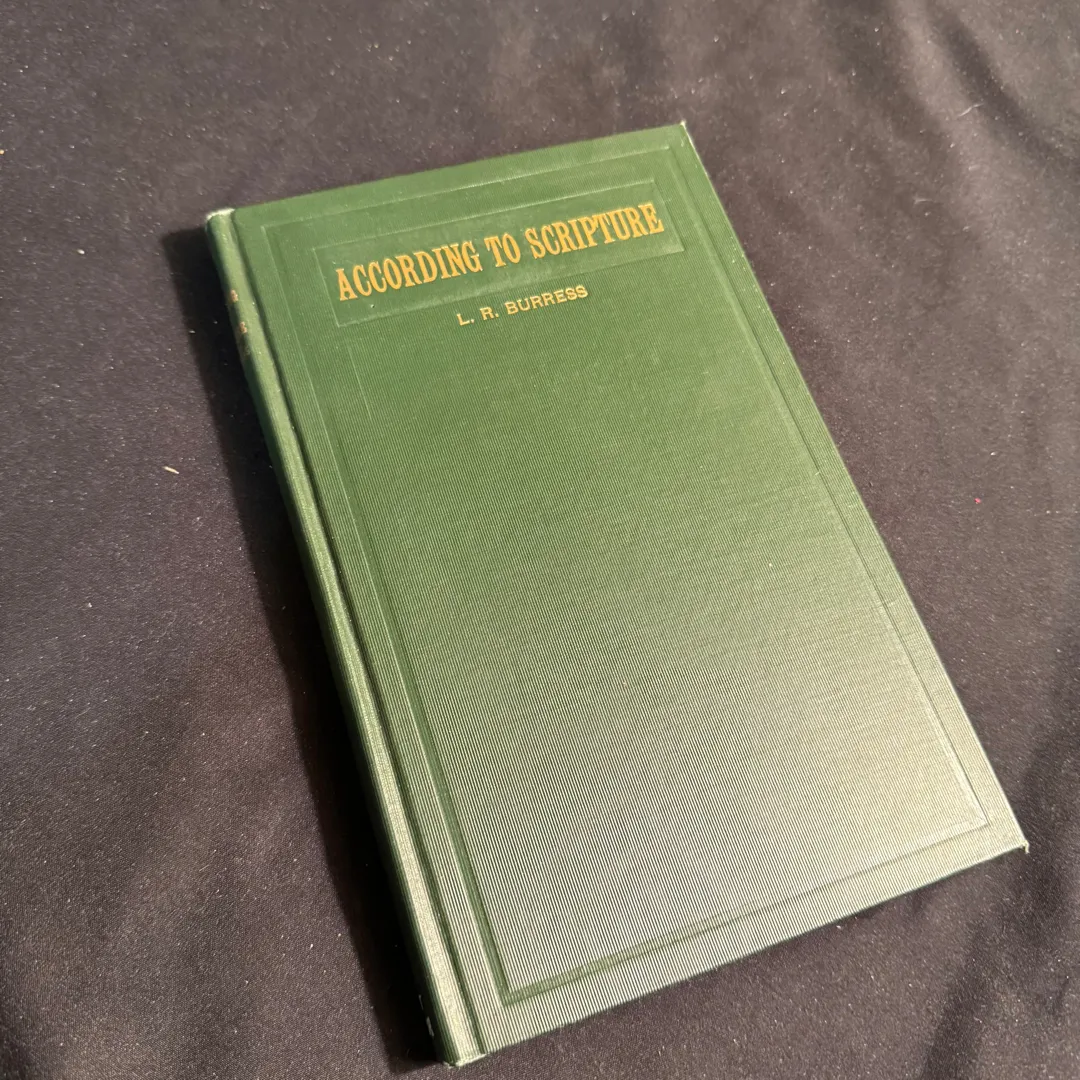 ACCORDING TO SCRIPTURE
L. R. BURRESS